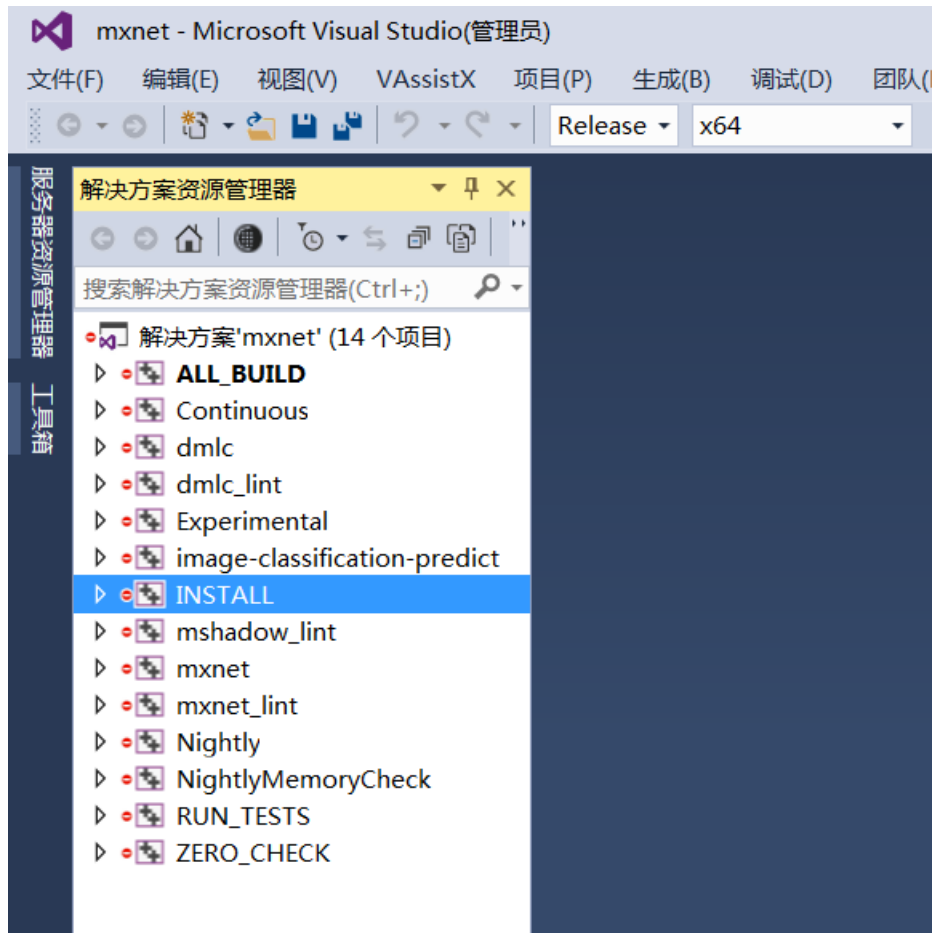 mxnet - Microsoft Visual Studio(管理员)
文件(F) 编辑(E) 视图(V) VAssistX 项目(P) 生成(B) 调试(D) 团队(
Release x64
服务器资源管理器
工具箱
解决方案资源管理器
搜索解决方案资源管理器(Ctrl+;)
解决方案'mxnet' (14 个项目)
ALL_BUILD
Continuous
dmlc
dmlc_lint
Experimental
image-classification-predict
INSTALL
mshadow_lint
mxnet
mxnet_lint
Nightly
NightlyMemoryCheck
RUN_TESTS
ZERO_CHECK